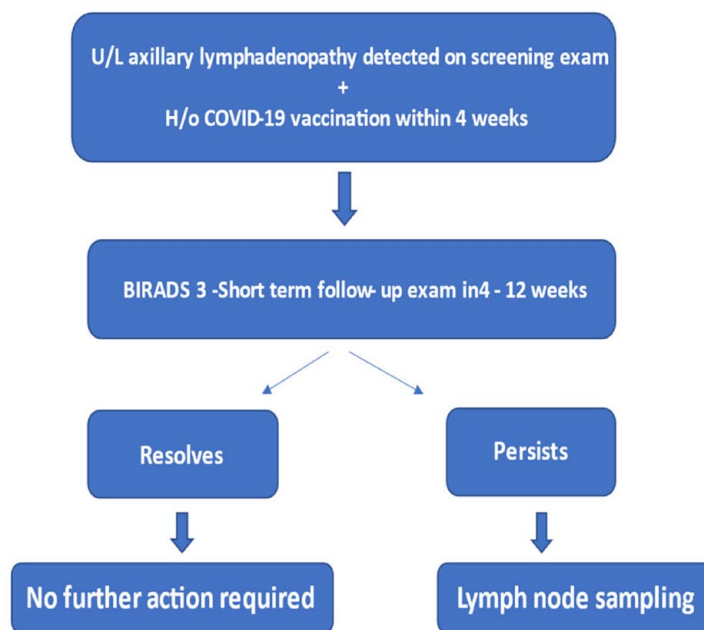 U/L axillary lymphadenopathy detected on screening exam
+
H/o COVID-19 vaccination within 4 weeks
BIRADS 3 -Short term follow- up exam in4 - 12 weeks
Resolves
Persists
No further action required
Lymph node sampling